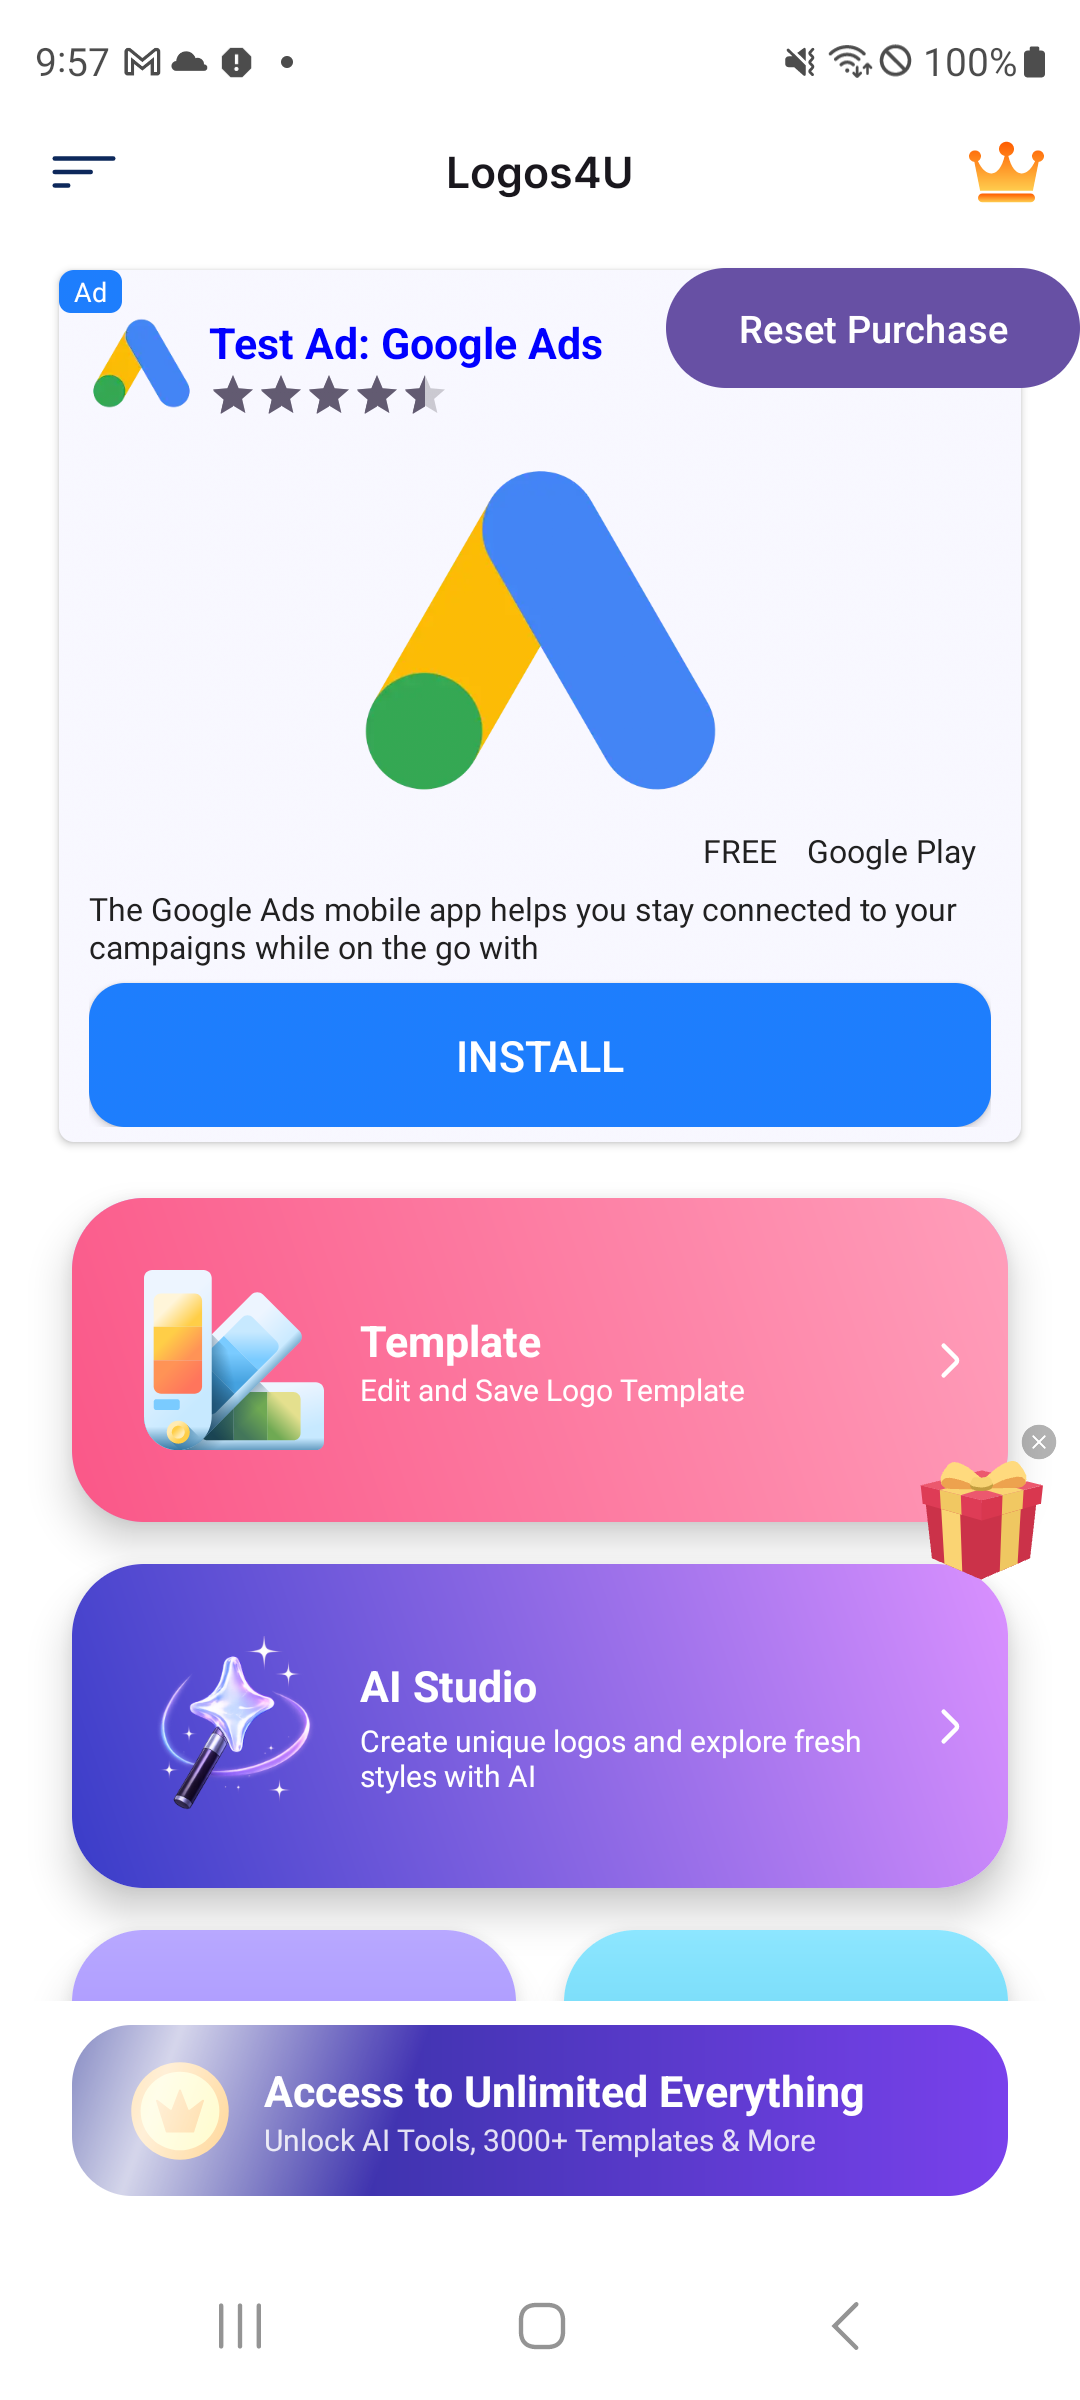 9:57
100%
Logos4U
Ad
Test Ad: Google Ads
Reset Purchase
FREE Google Play
The Google Ads mobile app helps you stay connected to your
campaigns while on the go with
INSTALL
Template
Edit and Save Logo Template
AI Studio
Create unique logos and explore fresh
styles with AI
Access to Unlimited Everything
Unlock AI Tools, 3000+ Templates & More